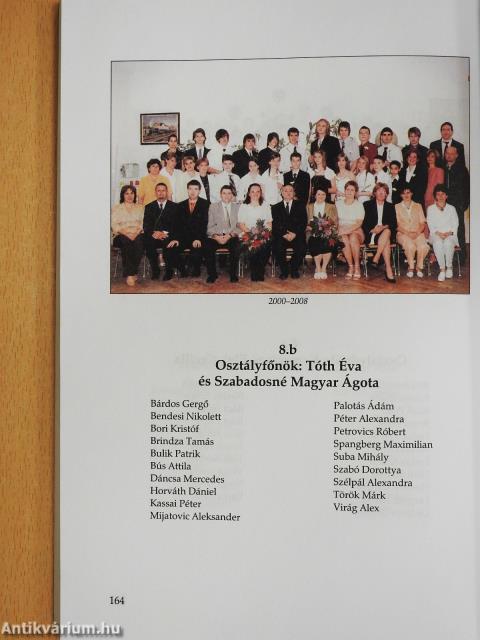 2000–2008
8.b
Osztályfőnök: Tóth Éva
és Szabadosné Magyar Ágota
Bárdos Gergő
Bendesi Nikolett
Bori Kristóf
Brindza Tamás
Bulik Patrik
Bús Attila
Dáncsa Mercedes
Horváth Dániel
Kassai Péter
Mijatovic Aleksander
Palotás Ádám
Péter Alexandra
Petrovics Róbert
Spangberg Maximilian
Suba Mihály
Szabó Dorottya
Szélpál Alexandra
Török Márk
Virág Alex
164
Antikvárium.hu